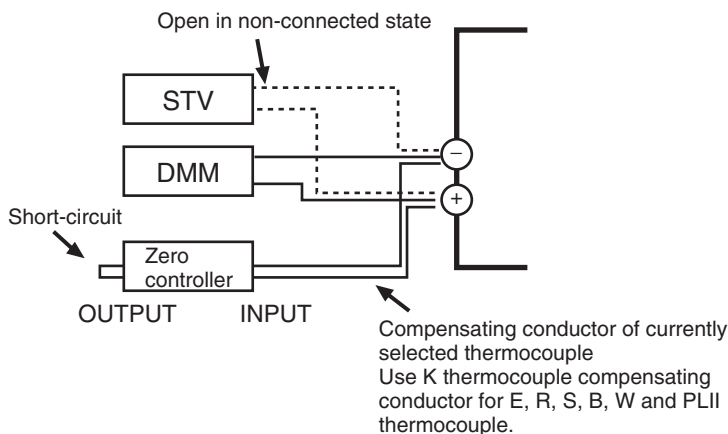 Open in non-connected state
STV
−
DMM
+
Short-circuit
Zero
controller
OUTPUT
INPUT
Compensating conductor of currently
selected thermocouple
Use K thermocouple compensating
conductor for E, R, S, B, W and PLII
thermocouple.